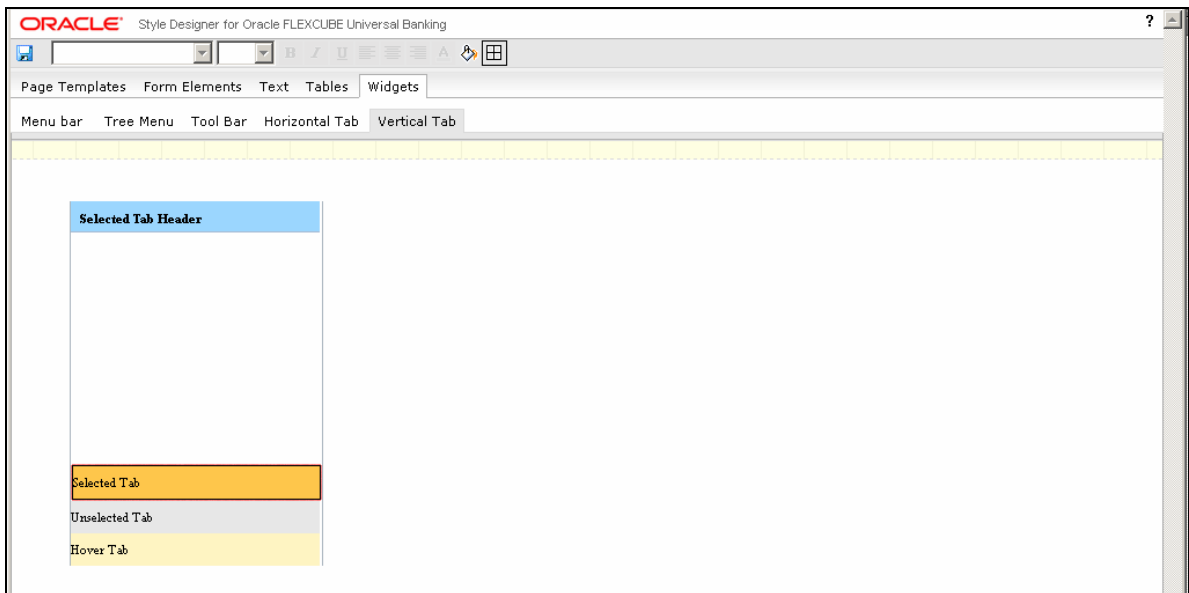 ORACLE® Style Designer for Oracle FLEXCUBE Universal Banking ?
B I U A
Page Templates Form Elements Text Tables Widgets
Menu bar Tree Menu Tool Bar Horizontal Tab Vertical Tab
Selected Tab Header
Selected Tab
Unselected Tab
Hover Tab